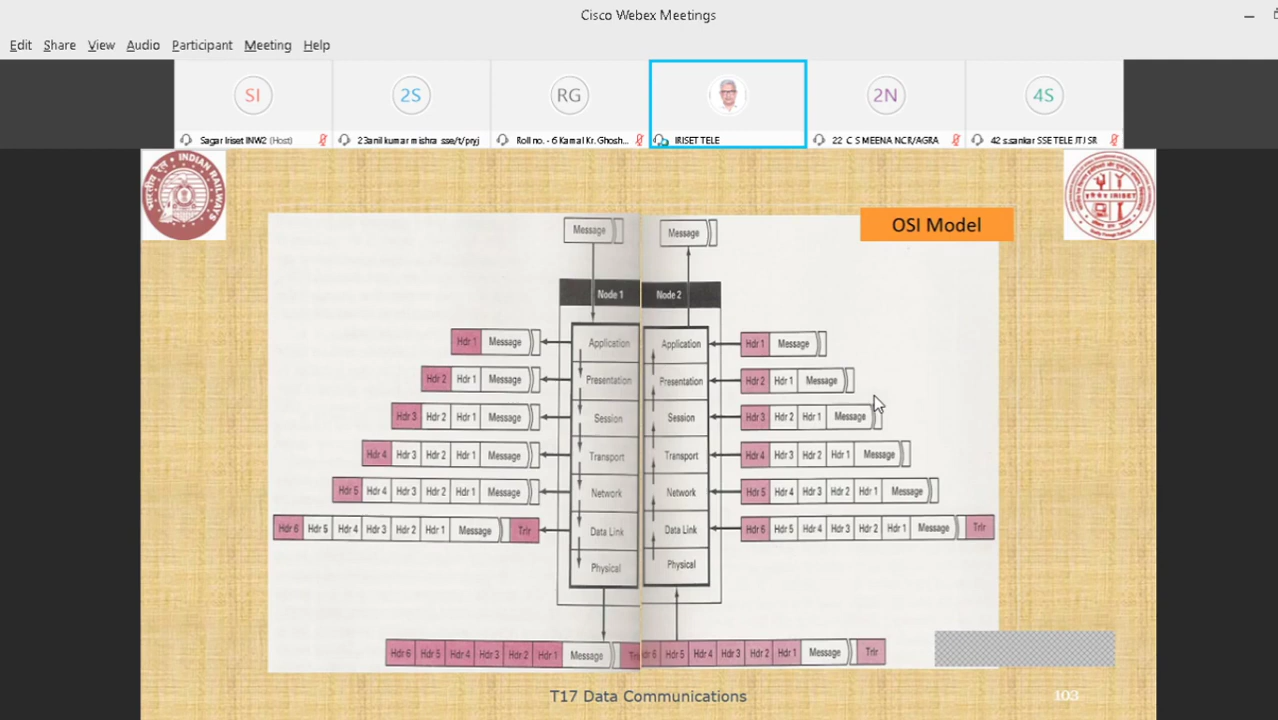 Cisco Webex Meetings
Edit Share View Audio Participant Meeting Help
SI 2S RG 2N 4S
Sagar Iriset INW2 (Host) 23anil kumar mishra sse/t/pryj Roll no. - 6 Kamal Kr. Ghosh... IRISET TELE 22 C S MEENA NCR/AGRA 42 s.sankar SSE TELE JTJ SR
INDIAN RAILWAYS
IRISET
OSI Model
Message Message
Node 1 Node 2
Hdr 1 Message Application Application Hdr 1 Message
Hdr 2 Hdr 1 Message Presentation Presentation Hdr 2 Hdr 1 Message
Hdr 3 Hdr 2 Hdr 1 Message Session Session Hdr 3 Hdr 2 Hdr 1 Message
Hdr 4 Hdr 3 Hdr 2 Hdr 1 Message Transport Transport Hdr 4 Hdr 3 Hdr 2 Hdr 1 Message
Hdr 5 Hdr 4 Hdr 3 Hdr 2 Hdr 1 Message Network Network Hdr 5 Hdr 4 Hdr 3 Hdr 2 Hdr 1 Message
Hdr 6 Hdr 5 Hdr 4 Hdr 3 Hdr 2 Hdr 1 Message Trlr Data Link Data Link Hdr 6 Hdr 5 Hdr 4 Hdr 3 Hdr 2 Hdr 1 Message Trlr
Physical Physical
Hdr 6 Hdr 5 Hdr 4 Hdr 3 Hdr 2 Hdr 1 Message Hdr 5 Hdr 4 Hdr 3 Hdr 2 Hdr 1 Message Trlr
T17 Data Communications 103